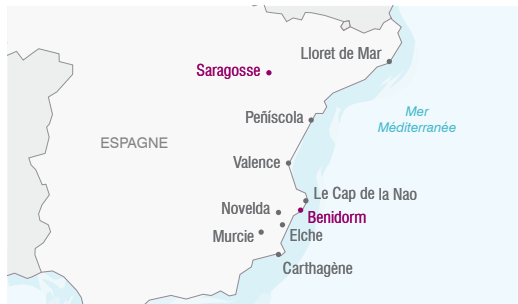 Lloret de Mar
Saragosse
Mer
Méditerranée
Peñíscola
ESPAGNE
Valence
Le Cap de la Nao
Novelda
Benidorm
Murcie
Elche
Carthagène